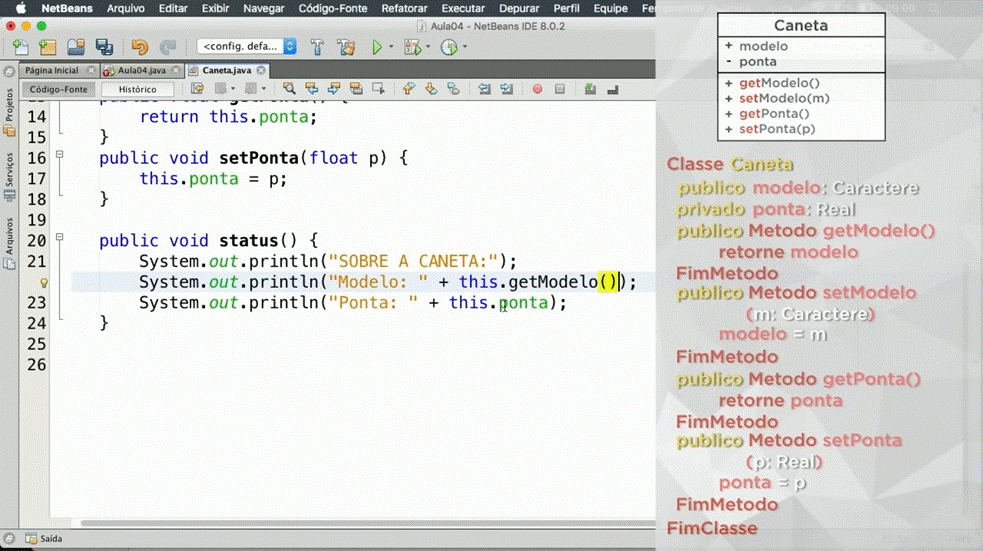 NetBeans Arquivo Editar Exibir Navegar Código-Fonte Refatorar Executar Depurar Perfil Equipe
Aula04 - NetBeans IDE 8.0.2
<config. defa...
Página Inicial
Aula04.java
Caneta.java
Código-Fonte
Histórico
Projetos
Serviços
Arquivos
14 return this.ponta;
15 }
16 public void setPonta(float p) {
17 this.ponta = p;
18 }
19
20 public void status() {
21 System.out.println("SOBRE A CANETA:");
System.out.println("Modelo: " + this.getModelo());
23 System.out.println("Ponta: " + this.ponta);
24 }
25
26
Saída
Caneta
+ modelo
- ponta
+ getModelo()
+ setModelo(m)
+ getPonta()
+ setPonta(p)
Classe Caneta
publico modelo: Caractere
privado ponta: Real
publico Metodo getModelo()
retorne modelo
FimMetodo
publico Metodo setModelo
(m: Caractere)
modelo = m
FimMetodo
publico Metodo getPonta()
retorne ponta
FimMetodo
publico Metodo setPonta
(p: Real)
ponta = p
FimMetodo
FimClasse